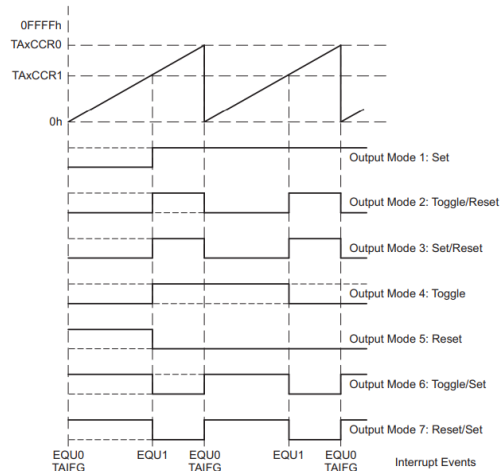 0FFFFh
TAxCCR0
TAxCCR1
0h
Output Mode 1: Set
Output Mode 2: Toggle/Reset
Output Mode 3: Set/Reset
Output Mode 4: Toggle
Output Mode 5: Reset
Output Mode 6: Toggle/Set
Output Mode 7: Reset/Set
EQU0 EQU1 EQU0 EQU1 EQU0
TAIFG TAIFG TAIFG Interrupt Events